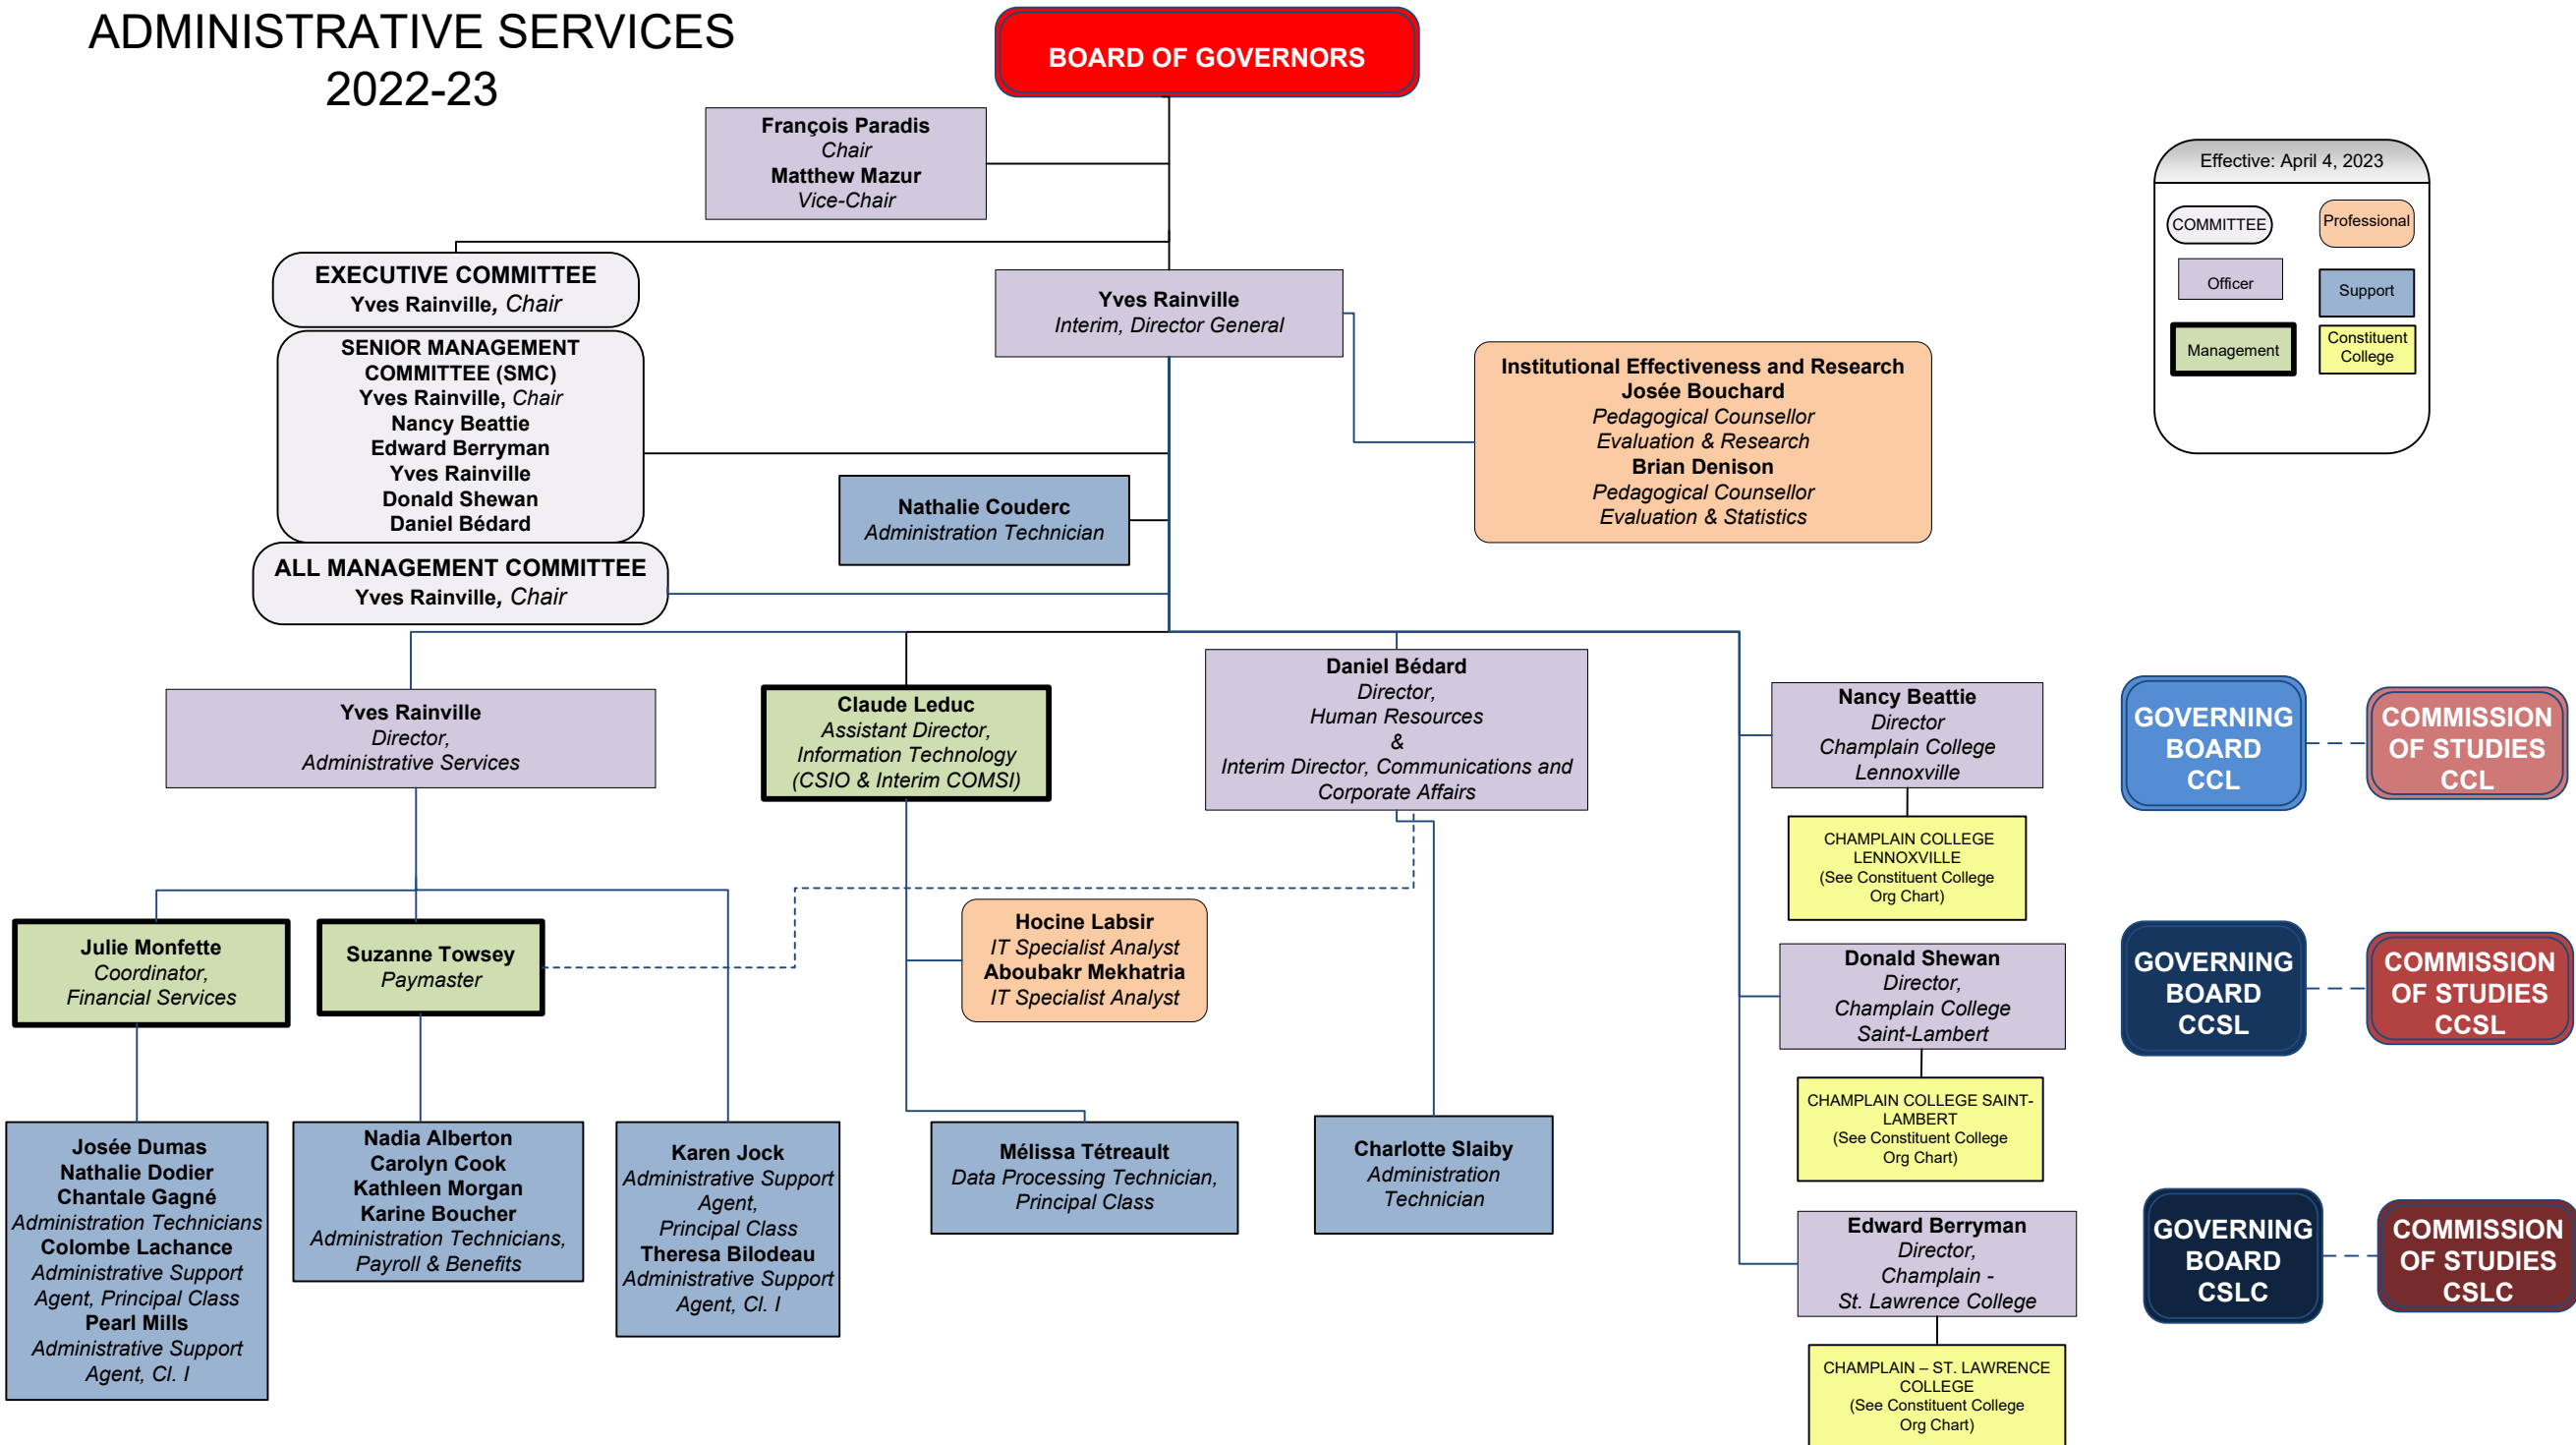 ADMINISTRATIVE SERVICES
2022-23
BOARD OF GOVERNORS
François Paradis
Chair
Matthew Mazur
Vice-Chair
Effective: April 4, 2023
COMMITTEE
Professional
Officer
Support
Management
Constituent
College
EXECUTIVE COMMITTEE
Yves Rainville, Chair
Yves Rainville
Interim, Director General
SENIOR MANAGEMENT
COMMITTEE (SMC)
Yves Rainville, Chair
Nancy Beattie
Edward Berryman
Yves Rainville
Donald Shewan
Daniel Bédard
Institutional Effectiveness and Research
Josée Bouchard
Pedagogical Counsellor
Evaluation & Research
Brian Denison
Pedagogical Counsellor
Evaluation & Statistics
Nathalie Couderc
Administration Technician
ALL MANAGEMENT COMMITTEE
Yves Rainville, Chair
Yves Rainville
Director,
Administrative Services
Claude Leduc
Assistant Director,
Information Technology
(CSIO & Interim COMSI)
Daniel Bédard
Director,
Human Resources
&
Interim Director, Communications and
Corporate Affairs
Nancy Beattie
Director
Champlain College
Lennoxville
GOVERNING
BOARD
CCL
COMMISSION
OF STUDIES
CCL
CHAMPLAIN COLLEGE
LENNOXVILLE
(See Constituent College
Org Chart)
Julie Monfette
Coordinator,
Financial Services
Suzanne Towsey
Paymaster
Hocine Labsir
IT Specialist Analyst
Aboubakr Mekhatria
IT Specialist Analyst
Donald Shewan
Director,
Champlain College
Saint-Lambert
GOVERNING
BOARD
CCSL
COMMISSION
OF STUDIES
CCSL
CHAMPLAIN COLLEGE SAINT-
LAMBERT
(See Constituent College
Org Chart)
Josée Dumas
Nathalie Dodier
Chantale Gagné
Administration Technicians
Colombe Lachance
Administrative Support
Agent, Principal Class
Pearl Mills
Administrative Support
Agent, Cl. I
Nadia Alberton
Carolyn Cook
Kathleen Morgan
Karine Boucher
Administration Technicians,
Payroll & Benefits
Karen Jock
Administrative Support
Agent,
Principal Class
Theresa Bilodeau
Administrative Support
Agent, Cl. I
Mélissa Tétreault
Data Processing Technician,
Principal Class
Charlotte Slaiby
Administration
Technician
Edward Berryman
Director,
Champlain -
St. Lawrence College
GOVERNING
BOARD
CSLC
COMMISSION
OF STUDIES
CSLC
CHAMPLAIN – ST. LAWRENCE
COLLEGE
(See Constituent College
Org Chart)